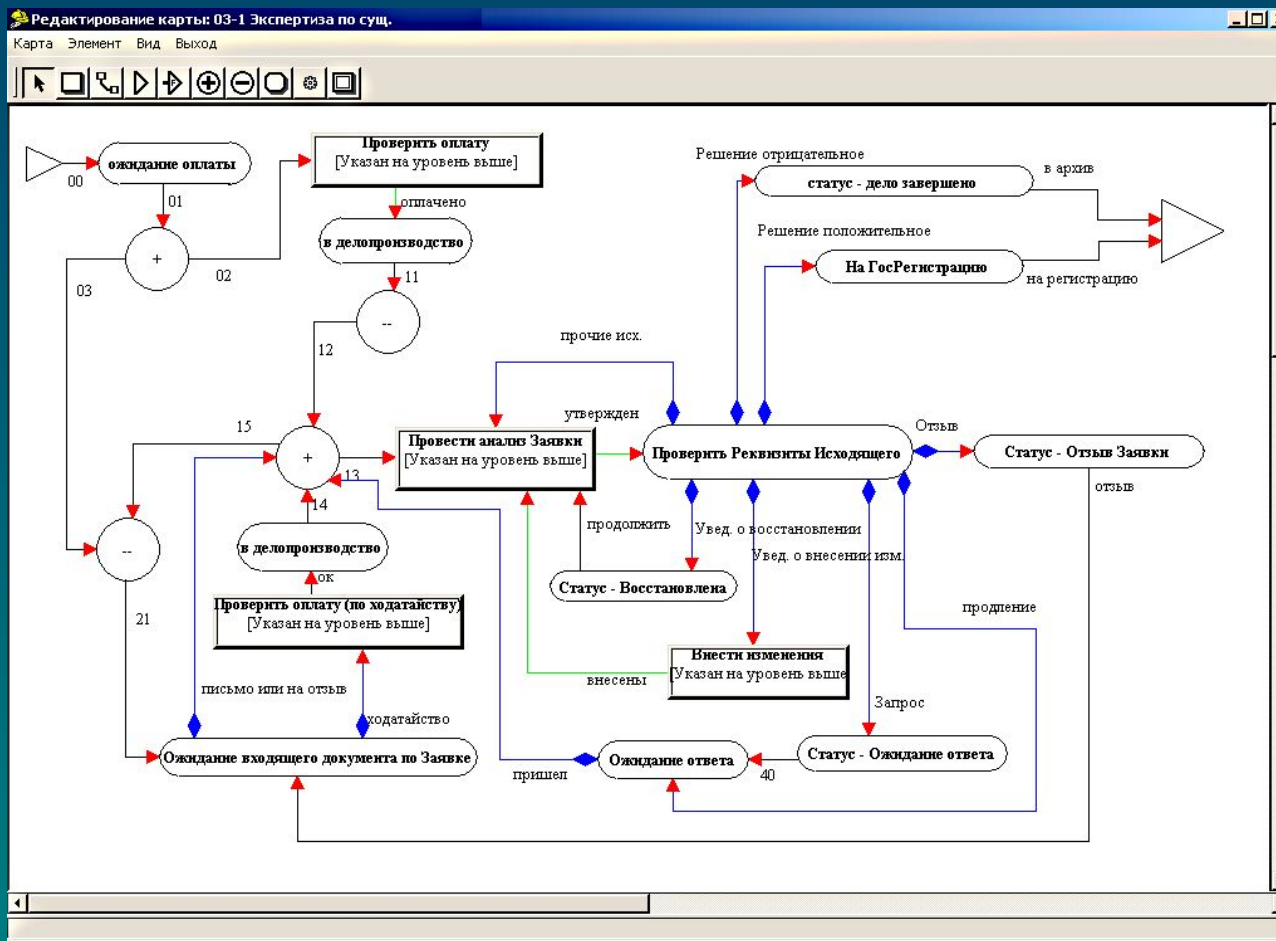 Редактирование карты: 03-1 Экспертиза по сущ.
Карта Элемент Вид Выход
ожидание оплаты
00
01
+
02
03
Проверить оплату
[Указан на уровень выше]
оплачено
в делопроизводство
11
--
12
Решение отрицательное
статус - дело завершено
в архив
Решение положительное
На ГосРегистрацию
на регистрацию
прочие исх.
15
+
13
14
Провести анализ Заявки
[Указан на уровень выше]
утвержден
Проверить Реквизиты Исходящего
Отзыв
Статус - Отзыв Заявки
отзыв
--
21
в делопроизводство
ок
Проверить оплату (по ходатайству)
[Указан на уровень выше]
продолжить
Увед. о восстановлении
Увед. о внесении изм.
Статус - Восстановлена
продление
Внести изменения
[Указан на уровень выше
внесены
письмо или на отзыв
ходатайство
Запрос
Ожидание входящего документа по Заявке
пришел
Ожидание ответа
40
Статус - Ожидание ответа